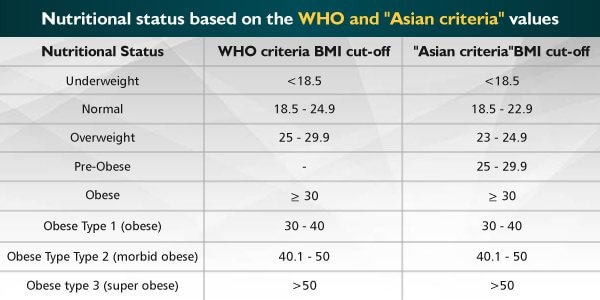 Nutritional status based on the WHO and "Asian criteria" values
Nutritional Status WHO criteria BMI cut-off "Asian criteria"BMI cut-off
Underweight <18.5 <18.5
Normal 18.5 - 24.9 18.5 - 22.9
Overweight 25 - 29.9 23 - 24.9
Pre-Obese - 25 - 29.9
Obese ≥ 30 ≥ 30
Obese Type 1 (obese) 30 - 40 30 - 40
Obese Type Type 2 (morbid obese) 40.1 - 50 40.1 - 50
Obese type 3 (super obese) >50 >50